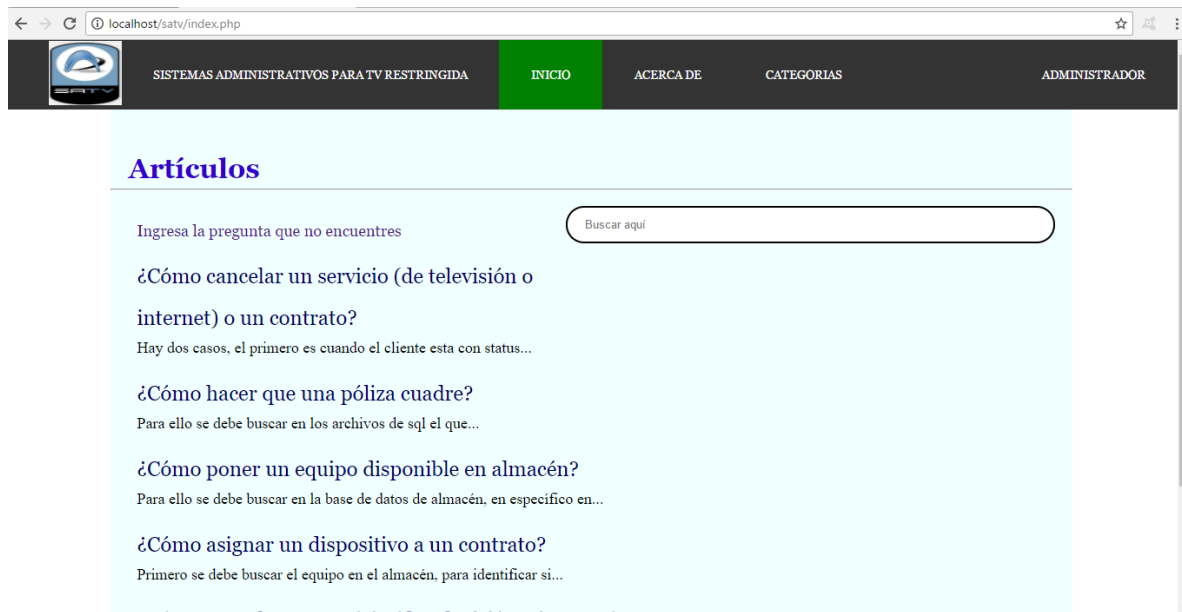 localhost/satv/index.php
SATV
SISTEMAS ADMINISTRATIVOS PARA TV RESTRINGIDA INICIO ACERCA DE CATEGORIAS ADMINISTRADOR
Artículos
Ingresa la pregunta que no encuentres Buscar aquí
¿Cómo cancelar un servicio (de televisión o
internet) o un contrato?
Hay dos casos, el primero es cuando el cliente esta con status...
¿Cómo hacer que una póliza cuadre?
Para ello se debe buscar en los archivos de sql el que...
¿Cómo poner un equipo disponible en almacén?
Para ello se debe buscar en la base de datos de almacén, en específico en...
¿Cómo asignar un dispositivo a un contrato?
Primero se debe buscar el equipo en el almacén, para identificar si...